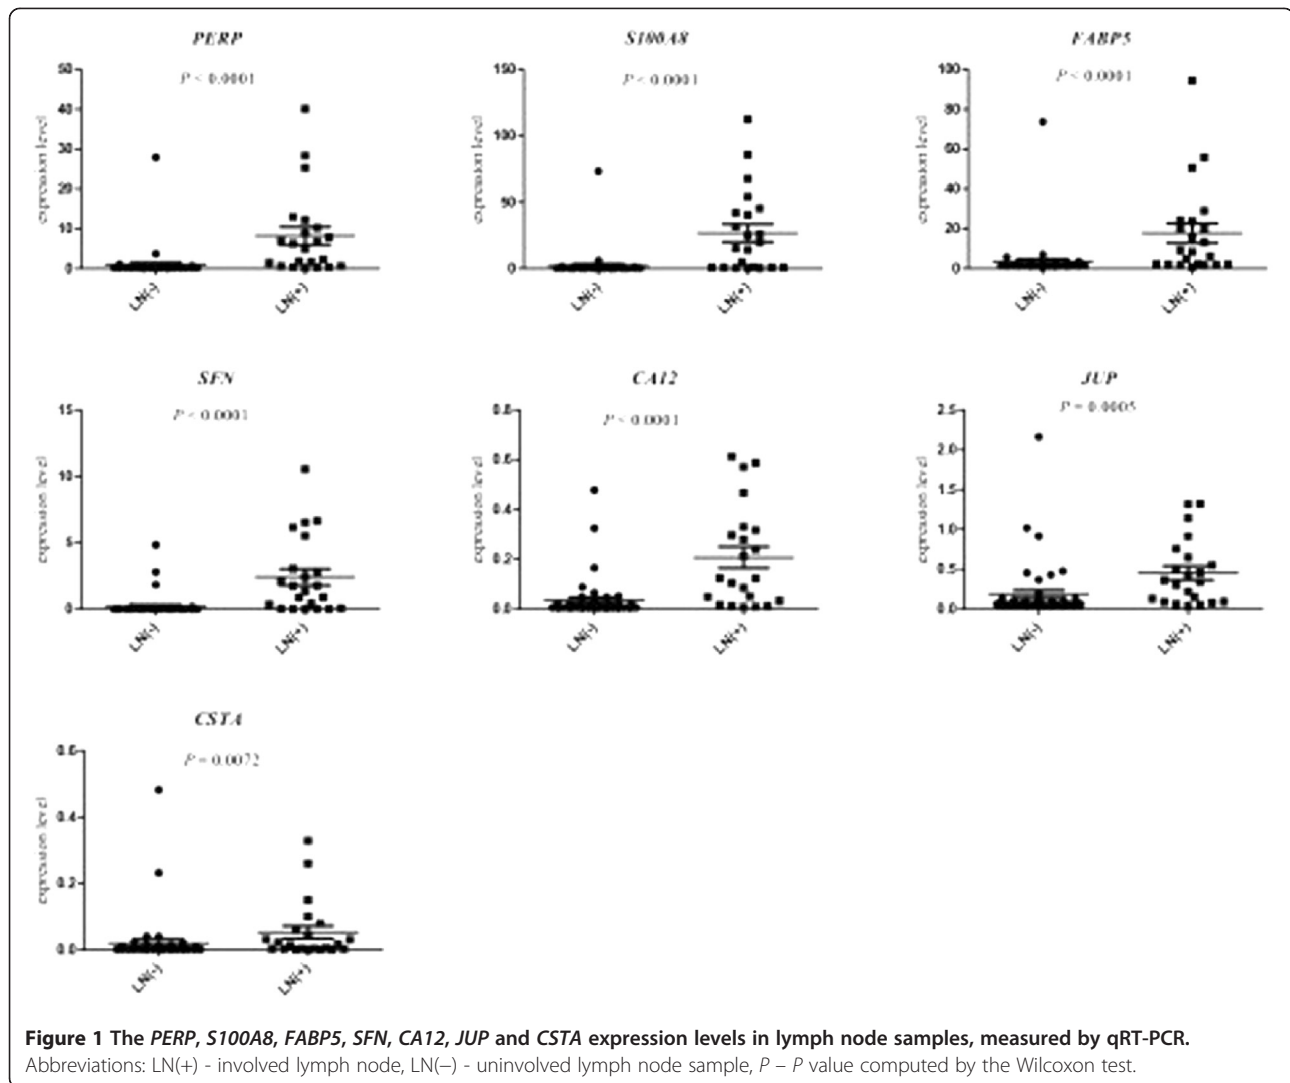 PERP
P < 0.0001
50
40
30
20
10
0
expression level
LN(-)
LN(+)
S100A8
P < 0.0001
150
100
50
0
expression level
LN(-)
LN(+)
FABP5
P < 0.0001
100
80
60
40
20
0
expression level
LN(-)
LN(+)
SFN
P < 0.0001
15
10
5
0
expression level
LN(-)
LN(+)
CA12
P < 0.0001
0.8
0.6
0.4
0.2
0.0
expression level
LN(-)
LN(+)
JUP
P = 0.0005
2.5
2.0
1.5
1.0
0.5
0.0
expression level
LN(-)
LN(+)
CSTA
P = 0.0072
0.6
0.4
0.2
0.0
expression level
LN(-)
LN(+)
Figure 1 The PERP, S100A8, FABP5, SFN, CA12, JUP and CSTA expression levels in lymph node samples, measured by qRT-PCR.
Abbreviations: LN(+) - involved lymph node, LN(−) - uninvolved lymph node sample, P – P value computed by the Wilcoxon test.